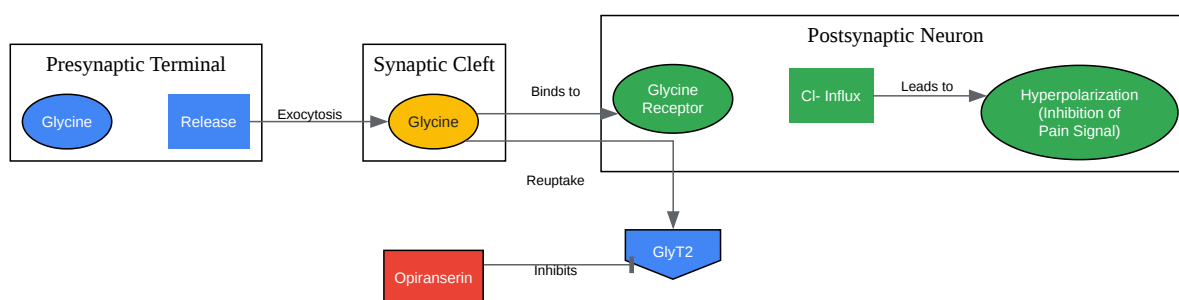 Presynaptic Terminal
Glycine
Release
Exocytosis
Synaptic Cleft
Glycine
Binds to
Reuptake
Postsynaptic Neuron
Glycine
Receptor
Cl- Influx
Leads to
Hyperpolarization
(Inhibition of
Pain Signal)
GlyT2
Opiranserin
Inhibits